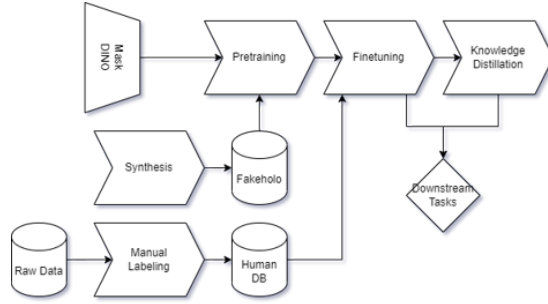 Mask
DINO
Pretraining
Finetuning
Knowledge
Distillation
Synthesis
Fakeholo
Downstream
Tasks
Raw Data
Manual
Labeling
Human
DB